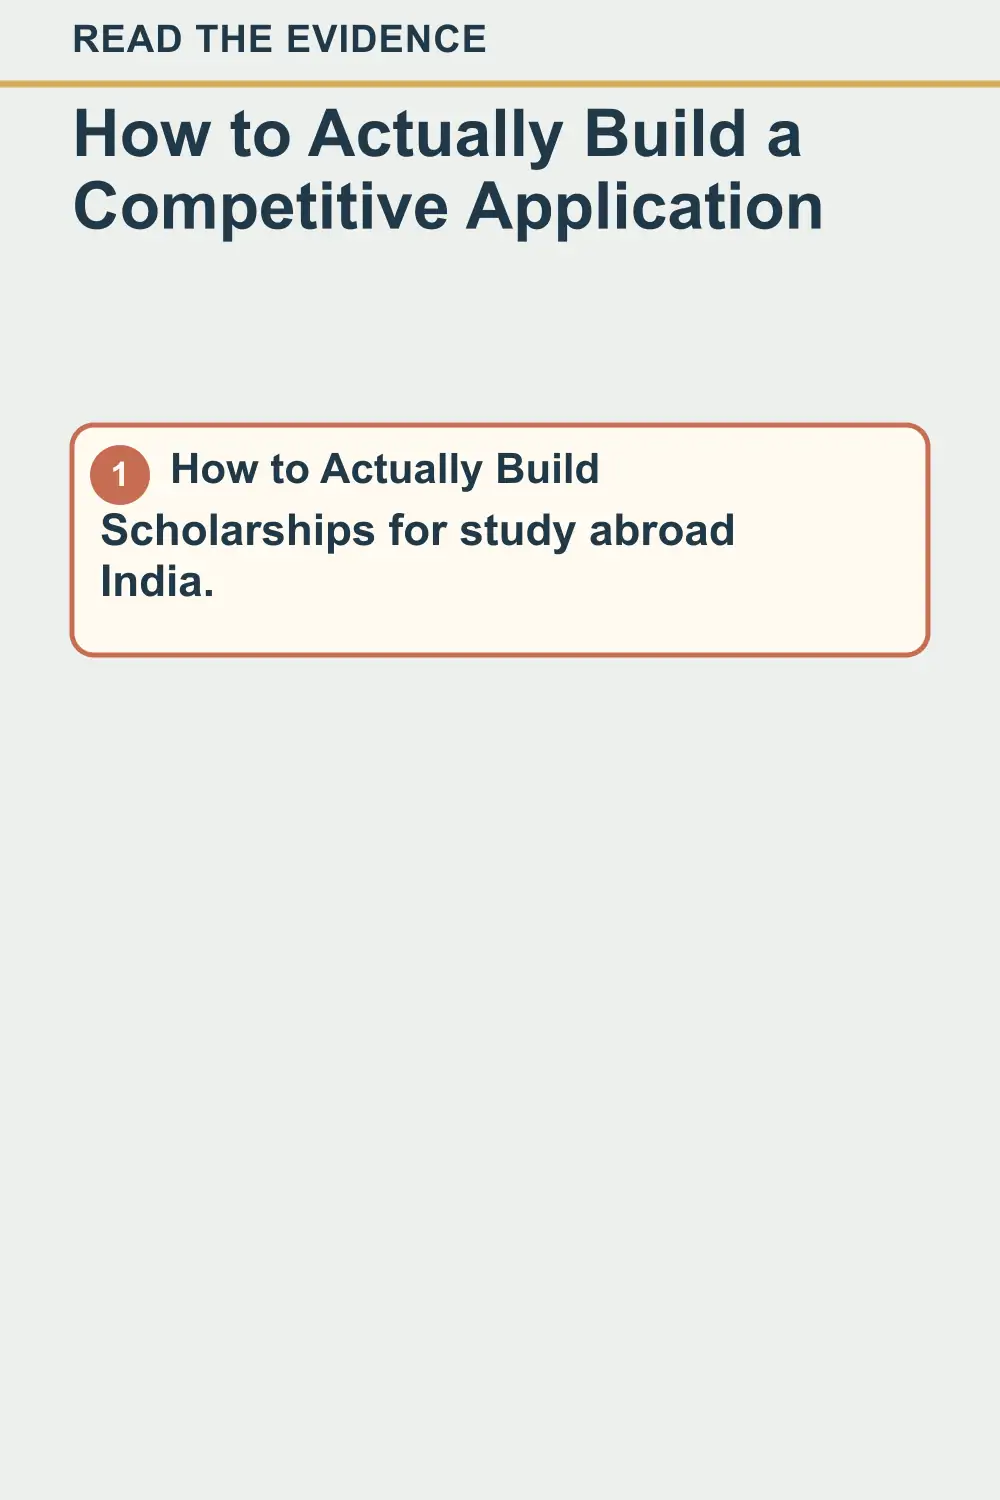 READ THE EVIDENCE
How to Actually Build a
Competitive Application
1 How to Actually Build
Scholarships for study abroad
India.